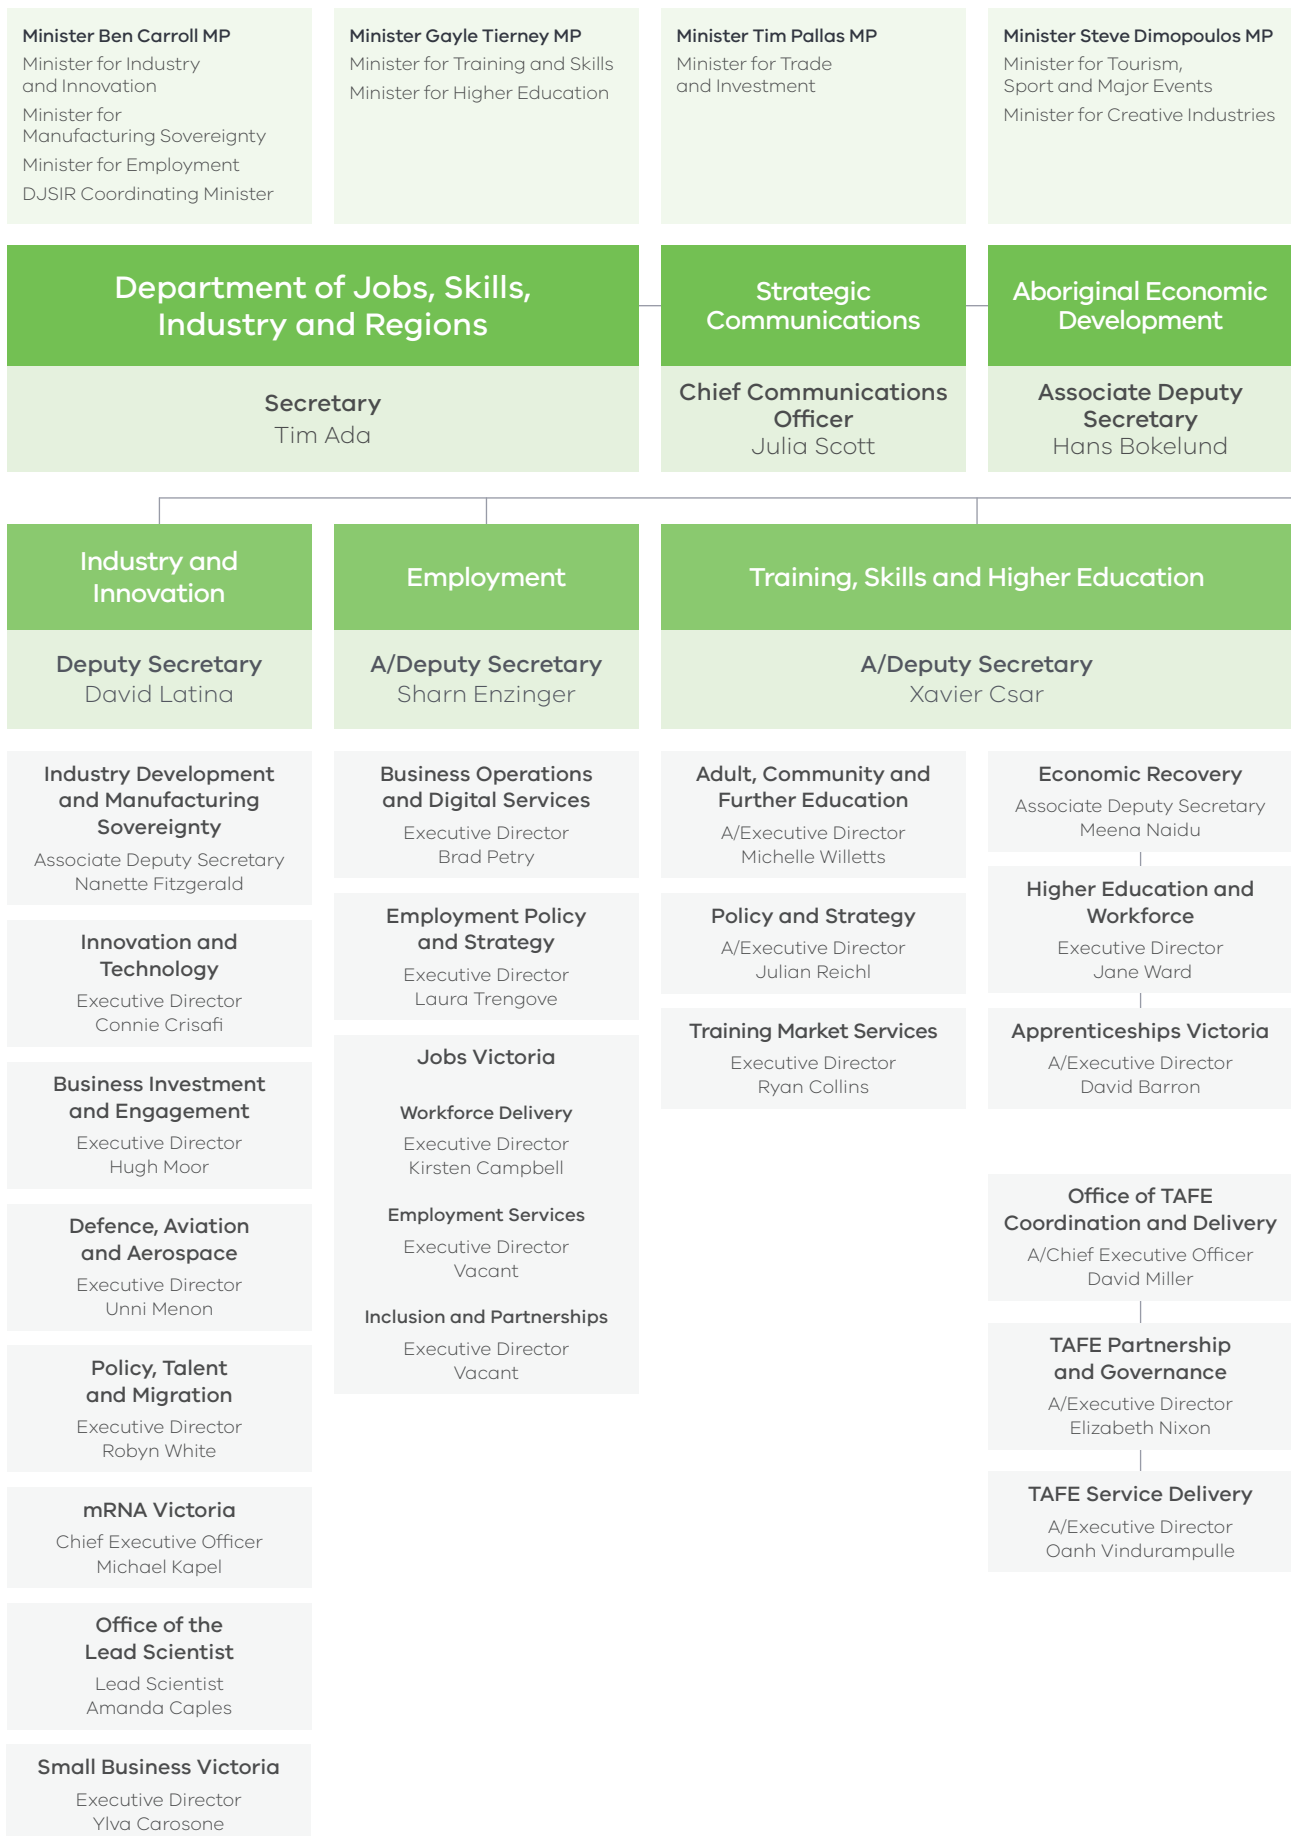 Minister Ben Carroll MP
Minister for Industry
and Innovation
Minister for
Manufacturing Sovereignty
Minister for Employment
DJSIR Coordinating Minister
Minister Gayle Tierney MP
Minister for Training and Skills
Minister for Higher Education
Minister Tim Pallas MP
Minister for Trade
and Investment
Minister Steve Dimopoulos MP
Minister for Tourism,
Sport and Major Events
Minister for Creative Industries
Department of Jobs, Skills,
Industry and Regions
Secretary
Tim Ada
Strategic
Communications
Chief Communications
Officer
Julia Scott
Aboriginal Economic
Development
Associate Deputy
Secretary
Hans Bokelund
Industry and
Innovation
Deputy Secretary
David Latina
Industry Development
and Manufacturing
Sovereignty
Associate Deputy Secretary
Nanette Fitzgerald
Innovation and
Technology
Executive Director
Connie Crisafi
Business Investment
and Engagement
Executive Director
Hugh Moor
Defence, Aviation
and Aerospace
Executive Director
Unni Menon
Policy, Talent
and Migration
Executive Director
Robyn White
mRNA Victoria
Chief Executive Officer
Michael Kapel
Office of the
Lead Scientist
Lead Scientist
Amanda Caples
Small Business Victoria
Executive Director
Ylva Carosone
Employment
A/Deputy Secretary
Sharn Enzinger
Business Operations
and Digital Services
Executive Director
Brad Petry
Employment Policy
and Strategy
Executive Director
Laura Trengove
Jobs Victoria
Workforce Delivery
Executive Director
Kirsten Campbell
Employment Services
Executive Director
Vacant
Inclusion and Partnerships
Executive Director
Vacant
Training, Skills and Higher Education
A/Deputy Secretary
Xavier Csar
Adult, Community and
Further Education
A/Executive Director
Michelle Willetts
Policy and Strategy
A/Executive Director
Julian Reichl
Training Market Services
Executive Director
Ryan Collins
Economic Recovery
Associate Deputy Secretary
Meena Naidu
Higher Education and
Workforce
Executive Director
Jane Ward
Apprenticeships Victoria
A/Executive Director
David Barron
Office of TAFE
Coordination and Delivery
A/Chief Executive Officer
David Miller
TAFE Partnership
and Governance
A/Executive Director
Elizabeth Nixon
TAFE Service Delivery
A/Executive Director
Oanh Vindurampulle